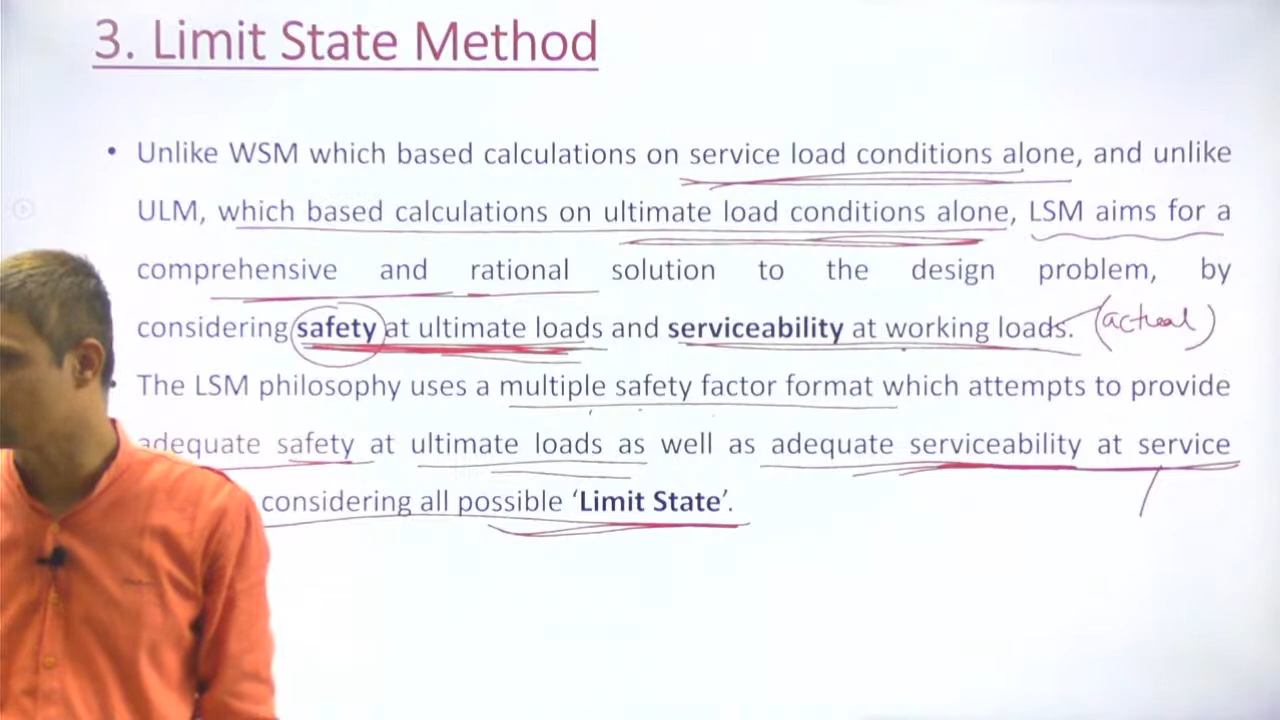 3. Limit State Method
• Unlike WSM which based calculations on service load conditions alone, and unlike
ULM, which based calculations on ultimate load conditions alone, LSM aims for a
comprehensive and rational solution to the design problem, by
considering safety at ultimate loads and serviceability at working loads. (actual)
• The LSM philosophy uses a multiple safety factor format which attempts to provide
adequate safety at ultimate loads as well as adequate serviceability at service
considering all possible ‘Limit State’.